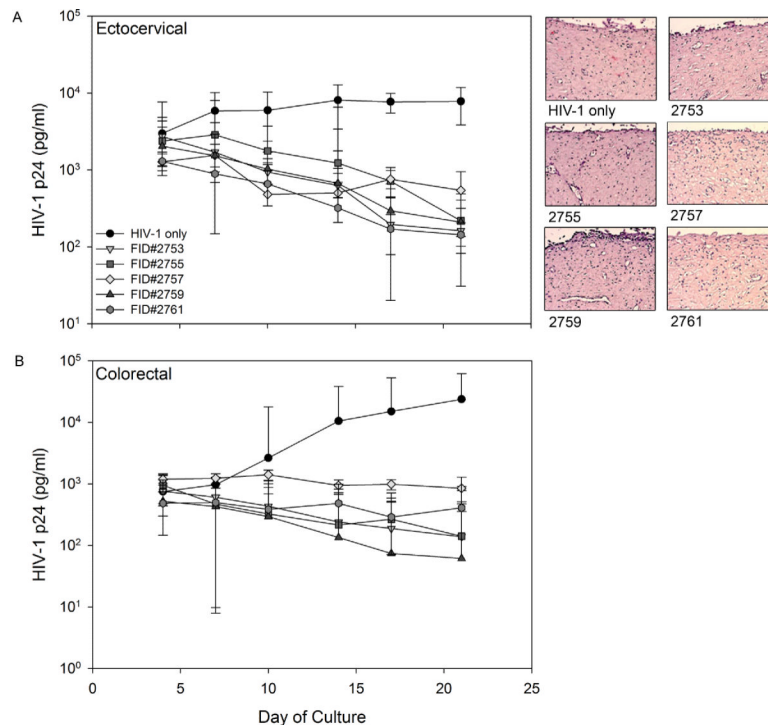 A
Ectocervical
10^5
10^4
10^3
10^2
10^1
HIV-1 p24 (pg/ml)
HIV-1 only
FID#2753
FID#2755
FID#2757
FID#2759
FID#2761
HIV-1 only 2753
2755 2757
2759 2761
B
Colorectal
10^5
10^4
10^3
10^2
10^1
10^0
HIV-1 p24 (pg/ml)
0 5 10 15 20 25
Day of Culture